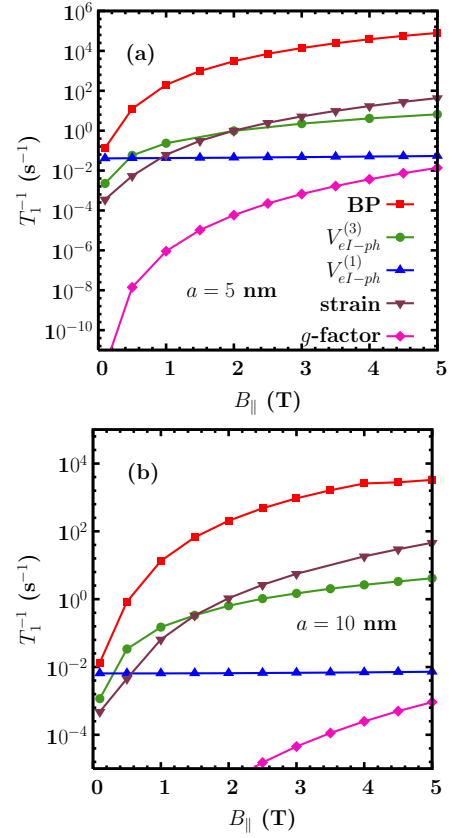 10^6
10^4
10^2
10^0
10^-2
10^-4
10^-6
10^-8
10^-10
T_1^-1 (s^-1)
(a)
BP
V_eI−ph^(3)
V_eI−ph^(1)
strain
g-factor
a = 5 nm
0 1 2 3 4 5
B_∥ (T)
10^4
10^2
10^0
10^-2
10^-4
T_1^-1 (s^-1)
(b)
a = 10 nm
0 1 2 3 4 5
B_∥ (T)